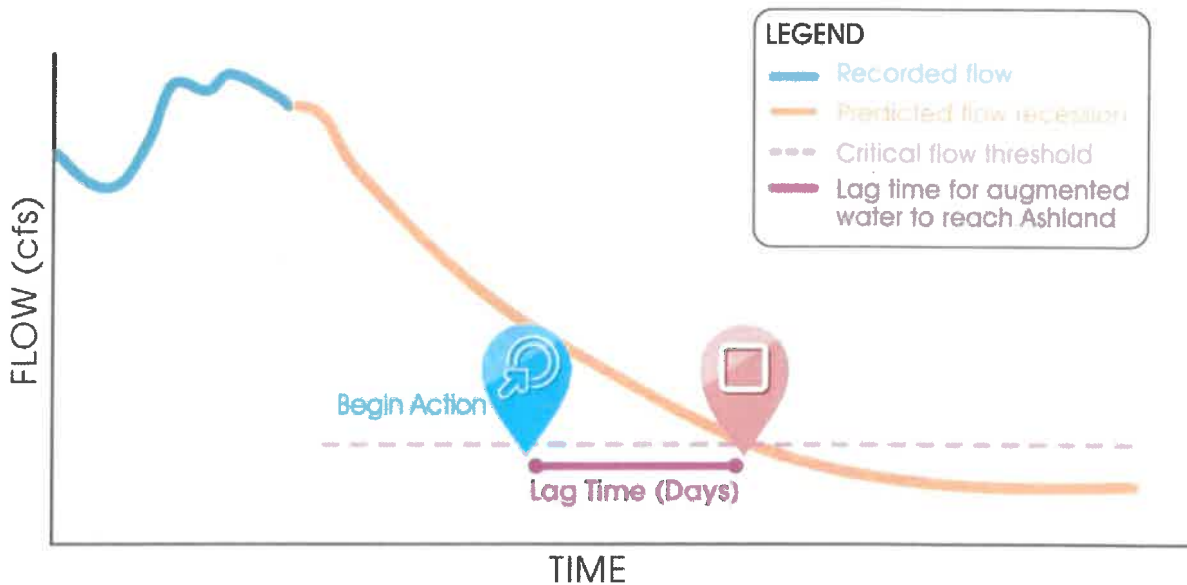 LEGEND
Recorded flow
Predicted flow recession
Critical flow threshold
Lag time for augmented
water to reach Ashland
FLOW (cfs)
Begin Action
Lag Time (Days)
TIME